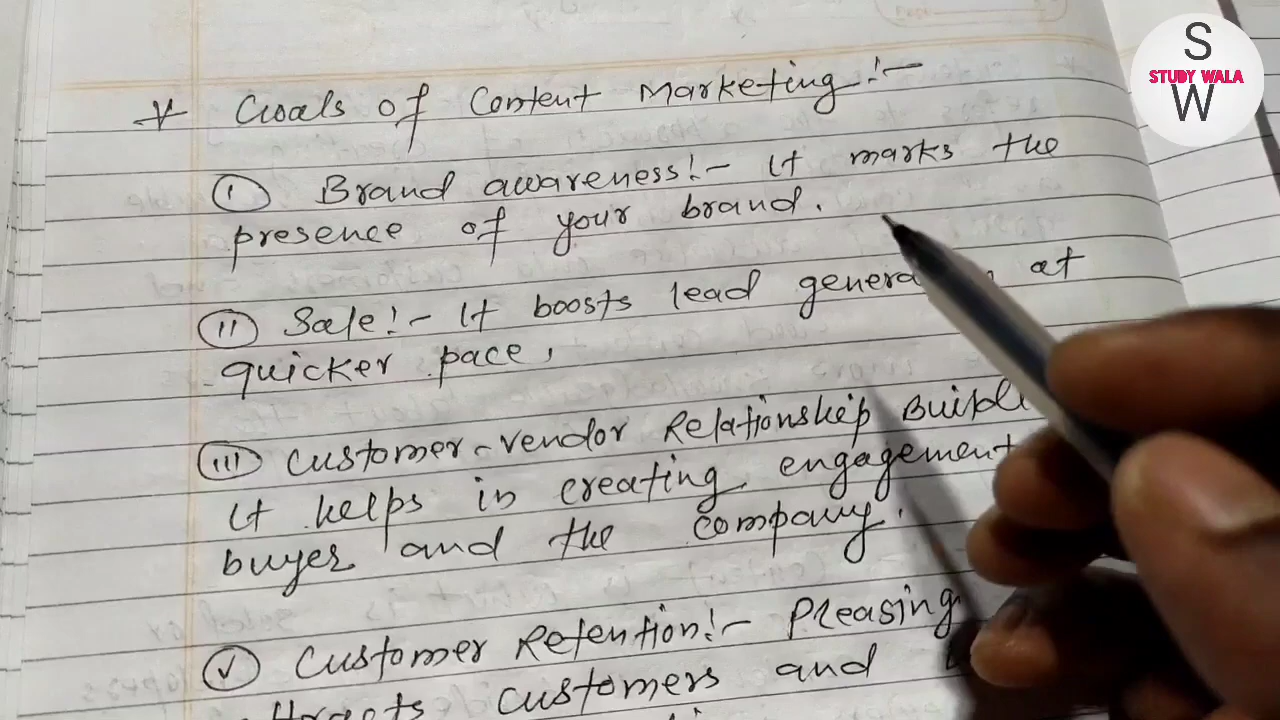 S
STUDY WALA
W
Goals of Content Marketing :-
(I) Brand awareness :- It marks the
presence of your brand.
(II) Sale :- It boosts lead at
quicker pace,
(III) Customer-vendor Relationship
It helps in creating engagement
buyer and the company.
(V) Customer Retention :- Pleasing
customers and